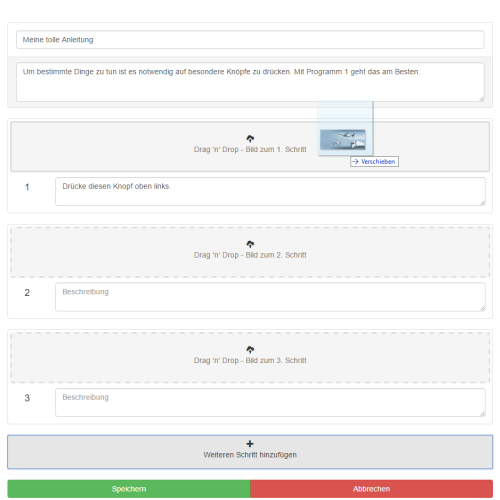 Meine tolle Anleitung
Um bestimmte Dinge zu tun ist es notwendig auf besondere Knöpfe zu drücken. Mit Programm 1 geht das am Besten.
Drag 'n' Drop - Bild zum 1. Schritt
→ Verschieben
1
Drücke diesen Knopf oben links.
Drag 'n' Drop - Bild zum 2. Schritt
2
Beschreibung
Drag 'n' Drop - Bild zum 3. Schritt
3
Beschreibung
Weiteren Schritt hinzufügen
Speichern
Abbrechen